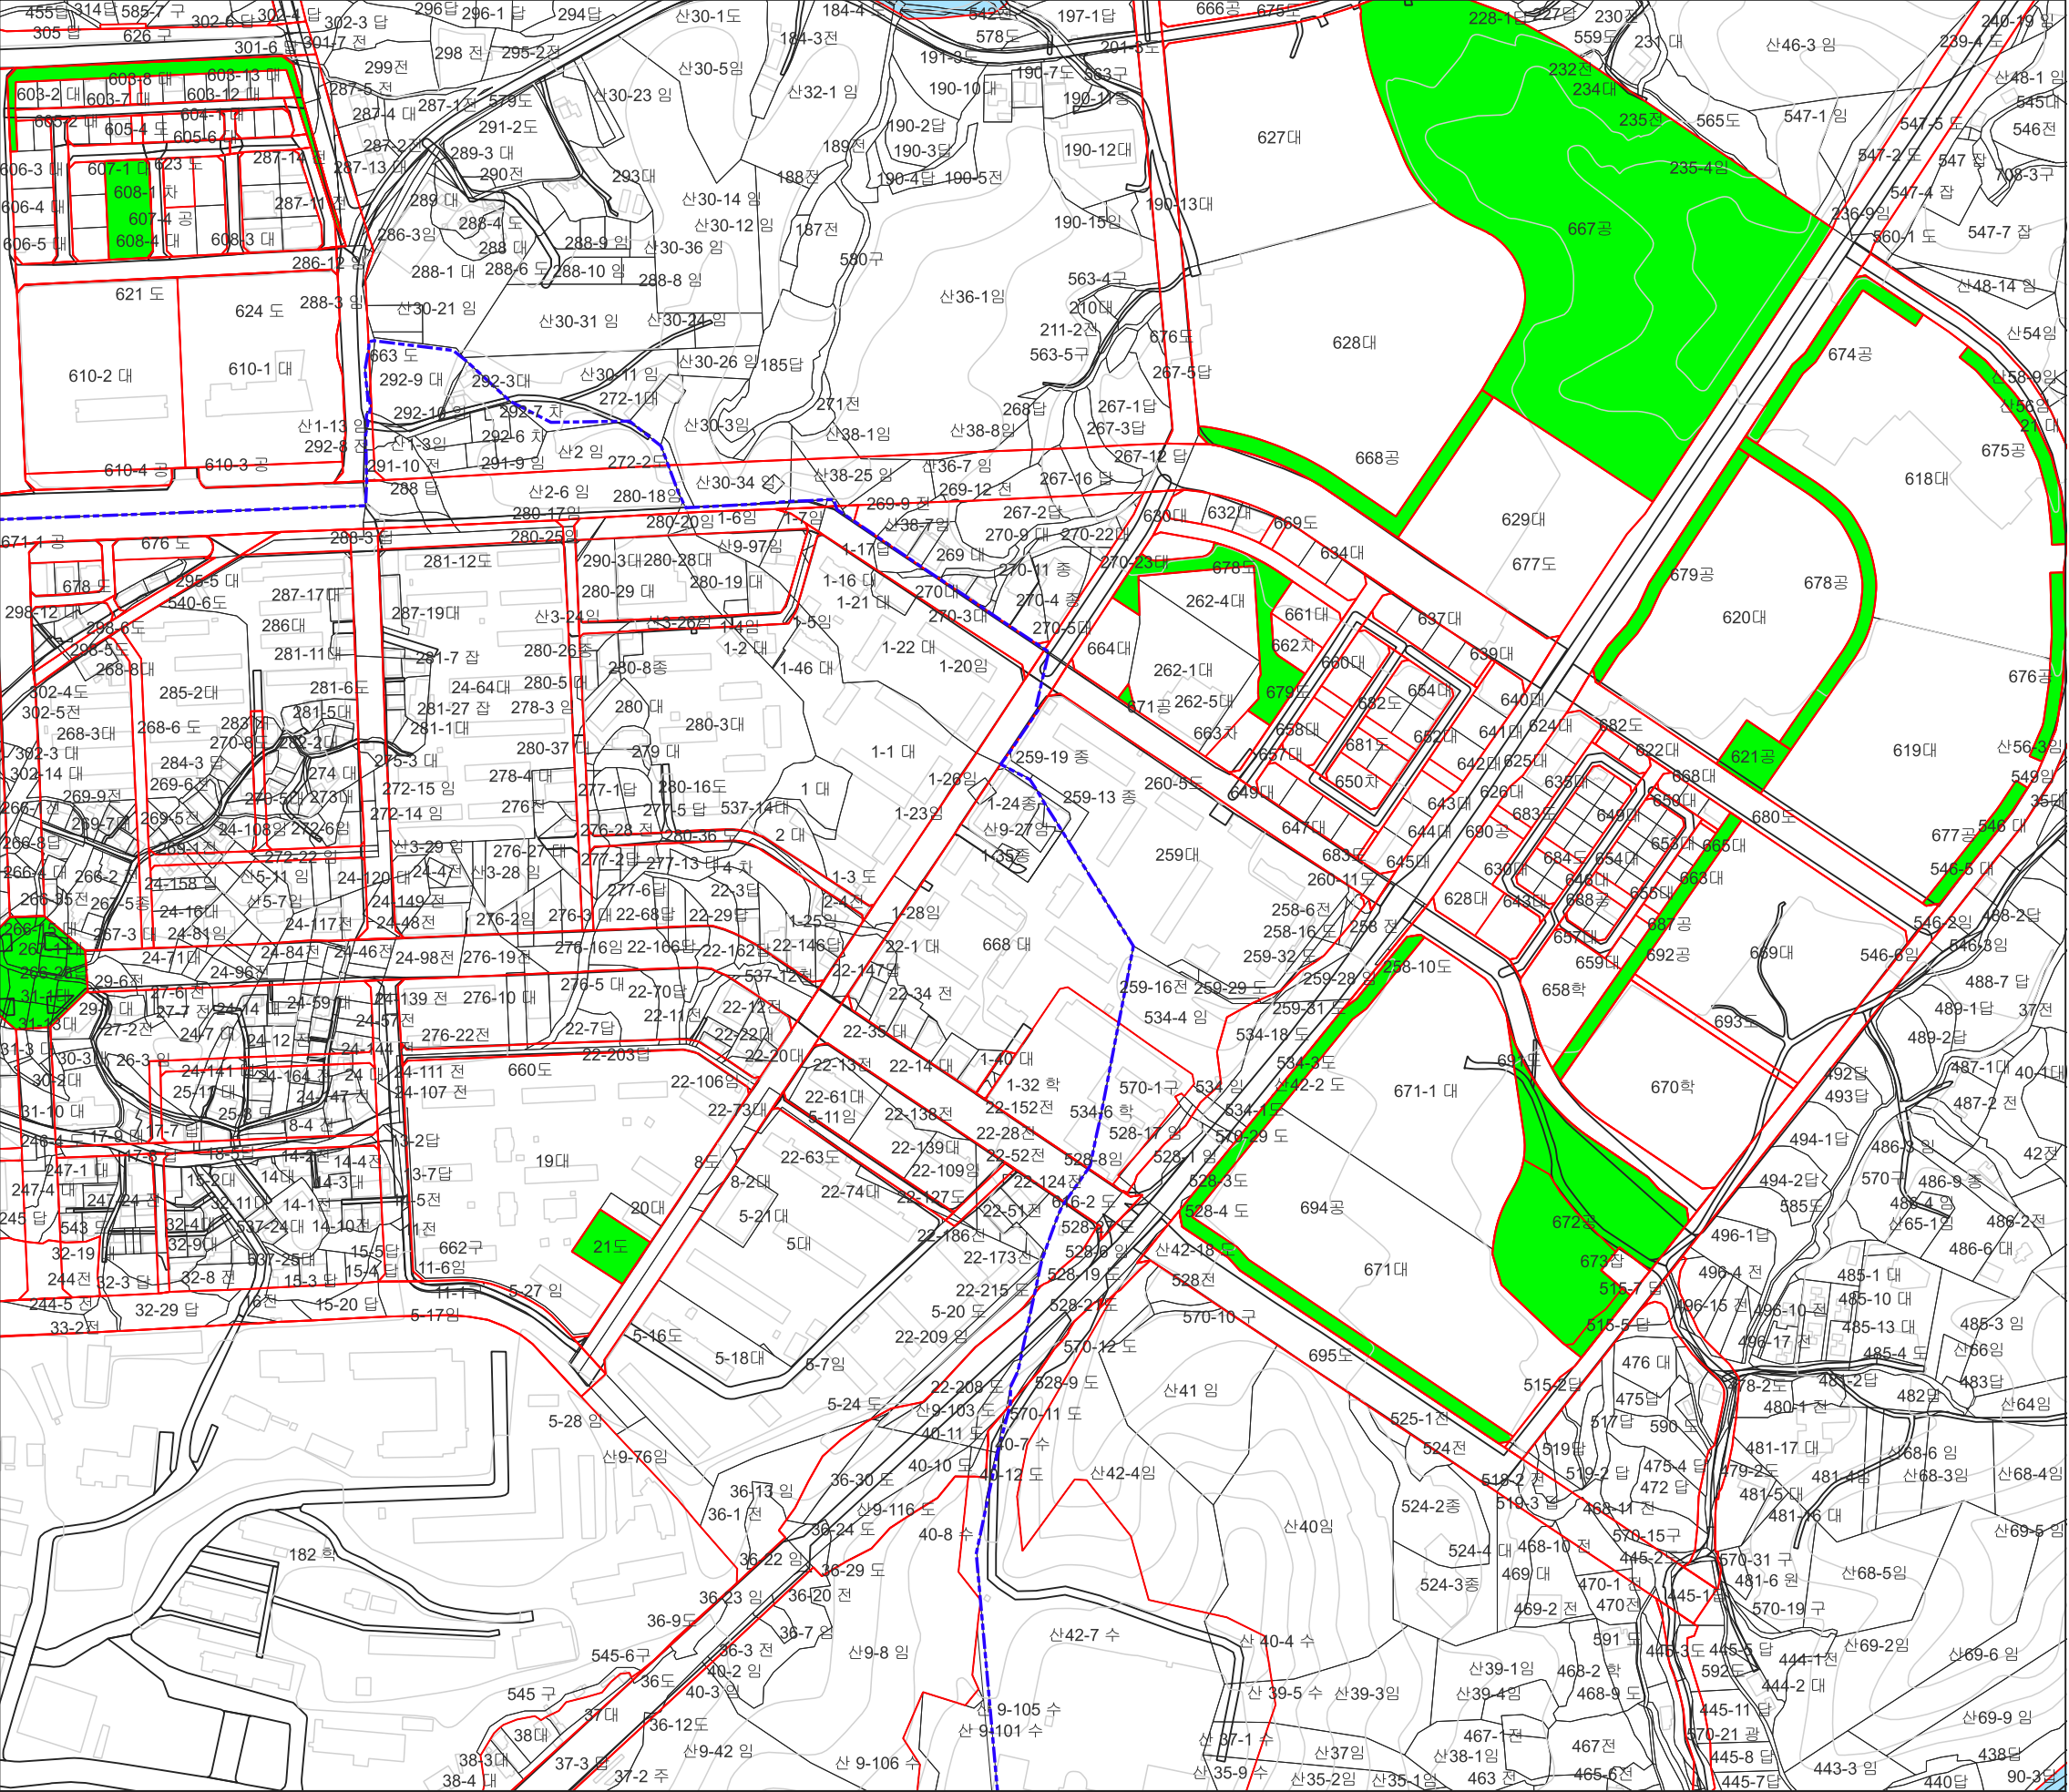 455답
314답
585-7 구
302-6 답
302-4 답
302-3 답
296답
296-1 답
294답
산30-1도
578도
197-1답
666공
675도
559도
231 대
산46-3 임
240-19 임
239-4 도
626 구
301-6 답
301-7 전
298 전
295-2전
184-3전
191-3도
201-3도
299전
산30-5임
190-7도
563구
232전
산48-1 임
603-8 대
603-13 대
603-2 대
603-7 대
603-12 대
287-5 전
287-1전
579도
산30-23 임
산32-1 임
190-10대
190-11종
234대
545대
605-2 대
605-4 도
604-1 대
605-6 대
287-4 대
291-2도
190-2답
235전
565도
547-1 임
547-5 도
546전
627대
606-3 대
607-1 대
623 도
287-14 전
287-13 대
287-2전
289-3 대
290전
293대
189전
190-3답
190-12대
547-2 도
547 잡
608-1 차
188전
190-4답
190-5전
235-4임
708-3구
606-4 대
607-4 공
287-11 전
289 대
288-4 도
산30-14 임
190-13대
547-4 잡
236-9임
606-5 대
608-4 대
608-3 대
286-3임
288 대
288-9 임
산30-12 임
산30-36 임
187전
190-15임
667공
560-1 도
547-7 잡
286-12 공
288-1 대
288-6 도
288-10 임
288-8 임
580구
563-4구
산48-14 임
621 도
624 도
288-3 임
산30-21 임
산30-31 임
산30-24 임
산36-1임
210대
211-2전
676도
628대
산54임
663 도
563-5구
674공
610-2 대
610-1 대
292-9 대
292-3대
산30-11 임
산30-26 임
185답
267-5답
산58-9임
272-1대
271전
268답
267-1답
산56임
21 대
산1-13 임
292-10 임
292-7 차
292-8 전
산1-3임
292-6 차
산2 임
산30-3임
산38-1임
산38-8임
267-3답
675공
610-4 공
610-3 공
291-10 전
291-9 임
272-2도
산38-25 임
산36-7 임
267-12 답
668공
618대
288 답
산2-6 임
280-18임
산30-34 임
269-9 전
269-12 전
267-16 답
280-17임
280-20임
1-6임
1-7임
산38-7임
267-2답
630대
632대
669도
629대
671-1 공
676 도
288-3 답
280-25임
산9-97임
1-17답
269 대
270-9 대
270-22대
634대
677도
281-12도
290-3대
280-28대
270-11 종
270-23대
678도
679공
678공
678 도
295-5 대
287-17대
287-19대
280-29 대
280-19 대
1-16 대
1-21 대
270대
270-4 종
262-4대
298-12 대
540-6도
286대
산3-24임
산3-26임
1-4임
1-5임
270-3대
270-5대
661대
637대
620대
298-6도
298-5도
268-8대
281-11대
281-7 잡
280-26종
280-8종
1-2 대
1-46 대
1-22 대
1-20임
664대
262-1대
662차
660대
639대
302-4도
302-5전
285-2대
281-6도
24-64대
280-5 대
654대
676공
268-3대
268-6 도
281-5대
281-27 잡
281-1대
278-3 임
280 대
280-3대
671공
262-5대
679도
682도
640대
302-3 대
302-14 대
284-3 답
270-8도
282-2대
275-3 대
280-37 대
279 대
1-1 대
663차
658대
681도
652대
641대
624대
682도
269-6전
274 대
278-4 대
259-19 종
657대
650차
642대
625대
622대
621공
619대
산56-3임
266-7 전
269-9전
273대
272-15 임
276전
277-1답
280-16도
1 대
1-26임
260-5도
649대
626대
635대
668대
549임
35대
269-7대
269-5전
24-108임
272-6임
272-14 임
277-5 답
537-14대
1-23임
1-24종
259-13 종
647대
643대
683도
649대
650대
680도
677공
546 대
266-8답
269-1전
272-22 임
산3-29 임
276-28 전
280-36 도
2 대
산9-27임
1-35종
259대
683도
644대
690공
684도
654대
653대
665대
266-4 대
266-2 전
산5-11 임
24-120 대
24-4전
산3-28 임
276-27 대
277-2답
277-13 대
4 차
1-3 도
260-11도
645대
630대
648대
655대
663대
546-5 대
266-35전
267-5종
24-158 임
산5-7임
24-149 전
277-6답
22-3답
2-4전
628대
643대
688공
687공
266-15 대
267-3 대
24-16대
24-81임
24-117전
24-48전
276-2임
276-3 대
22-68답
22-29답
1-25임
1-28임
258-6전
258-16 도
258 전
657대
546-2임
488-2답
267-1대
24-71대
24-84전
24-46전
24-98전
276-19전
276-16임
22-166답
22-162답
22-146답
22-1 대
668 대
259-32 도
258-10도
659대
692공
669대
546-6임
546-3임
29-6전
24-96전
276-5 대
537-12천
259-28 임
31-1대
27-6 전
24-59 대
24-139 전
276-10 대
22-70답
22-34 전
259-16전
259-29 도
259-31 도
658학
488-7 답
27-7 전
24-14 대
24-57전
22-7답
22-11전
22-12전
534-4 임
693도
489-1답
37전
31-13대
27-2전
24-7 대
24-12 전
276-22전
22-22대
22-35 대
534-18 도
489-2답
31-3 대
30-3대
26-3 임
22-203답
22-20대
22-13전
22-14 대
1-40 대
534-3도
691도
30-2대
24-141 대
24-164 전
24 대
24-111 전
660도
22-106임
1-32 학
570-1구
534 임
산42-2 도
671-1 대
670학
492답
487-1대
40-1대
25-11 대
24-147 전
24-107 전
22-73대
22-61대
5-11임
22-152전
534-6 학
534-1도
493답
487-2 전
31-10 대
25-3 도
18-4 전
22-138전
22-28전
528-17 임
570-29 도
246-4 도
17-9 대
17-7 답
13-2답
22-139대
494-1답
486-3 임
247-1 대
17-8 답
18-5답
14-2전
14-4전
19대
8도
22-63도
22-109임
22-52전
528-8임
528-1 임
42전
247-4 대
15-2대
14대
14-3대
13-7답
8-2대
22-74대
22-127도
22-124전
528-3도
494-2답
570구
486-9 종
247-24 전
32-11대
14-1전
14-5전
20대
22-51전
646-2 도
528-4 도
694공
672공
585도
488-4 임
245 답
543 도
32-4대
537-24대
14-10전
11전
5-21대
528-27 도
산65-1임
486-2전
32-19 대
32-9대
537-25대
15-5답
662구
21도
5대
22-186전
528-6 임
산42-18 도
673잡
496-1답
486-6 대
244전
32-3 답
32-8 전
15-3 답
15-4 답
11-6임
22-173전
528-19 도
528전
671대
496-4 전
485-1 대
244-5 전
32-29 답
16전
15-20 답
11-1구
5-27 임
22-215 도
528-21도
515-7 답
496-15 전
485-10 대
33-2전
5-17임
5-16도
5-20 도
570-10 구
515-5 답
496-10 전
485-13 대
485-3 임
22-209 임
570-12 도
496-17 전
5-18대
5-7임
695도
476 대
485-4 도
산66임
22-208 도
528-9 도
산41 임
515-2답
478-2도
481-2답
482답
483답
5-28 임
5-24 도
산9-103 도
570-11 도
525-1전
475답
480-1 전
산64임
산9-76임
40-11 도
40-7 수
524전
519답
517답
590 도
481-17 대
산68-6 임
40-10 도
40-12 도
산42-4임
519-2 답
475-4 답
479-2도
481-4임
산68-3임
산68-4임
36-13 임
36-30 도
518-2 전
472 답
481-5대
36-1 전
산9-116 도
524-2종
519-3 답
468-11 전
481-16 대
36-24 도
40-8 수
산40임
570-15구
산69-5 임
182 학
36-22 임
524-4 대
468-10 전
445-2도
570-31 구
36-29 도
469 대
481-6 원
산68-5임
36-23 임
36-20 전
524-3종
470-1 전
445-1답
36-9도
469-2 전
470전
570-19 구
36-7 임
산42-7 수
산 40-4 수
591 도
산69-2임
545-6구
36-3 전
산9-8 임
446-3도
445-5 답
444-1전
산69-6 임
36도
40-2 임
산39-1임
468-2 학
592도
545 구
40-3 임
산 39-5 수
산39-3임
산39-4임
468-9 도
444-2 대
37대
산 9-105 수
445-11 답
38대
36-12도
산 9-101 수
산 37-1 수
467-1전
467전
570-21 광
산69-9 임
38-3대
37-3 답
산9-42 임
산 9-106 수
산37임
산38-1임
445-8 답
438답
38-4 대
37-2 주
산35-9 수
산35-2임
산35-1임
463 전
465-6전
445-7답
443-3 임
440답